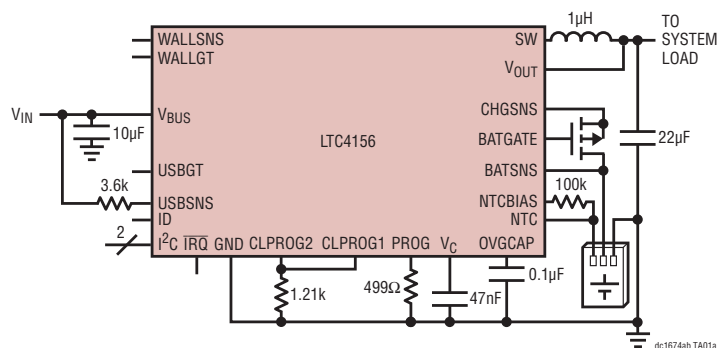 1µH
TO
SYSTEM
LOAD
WALLSNS
WALLGT
SW
VOUT
VIN
VBUS
10µF
LTC4156
CHGSNS
BATGATE
BATSNS
22µF
USBGT
3.6k
USBSNS
ID
100k
NTCBIAS
NTC
2
I2C IRQ GND CLPROG2 CLPROG1 PROG VC OVGCAP
1.21k
499Ω
47nF
0.1µF
dc1674ab TA01a